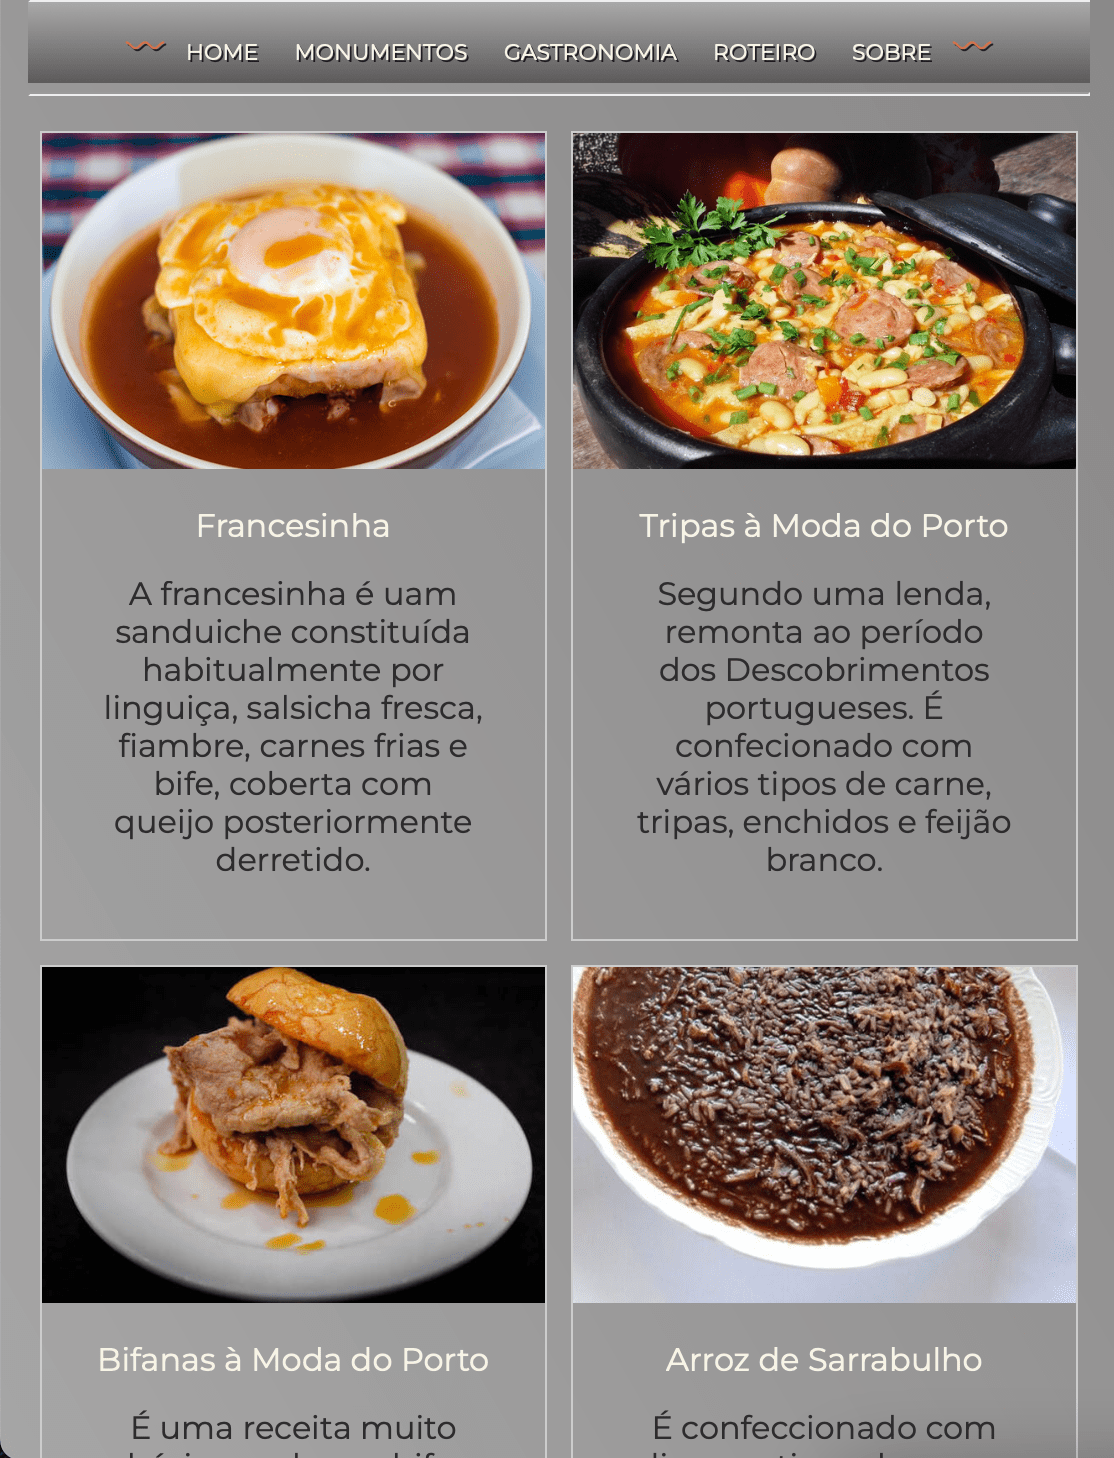 HOME MONUMENTOS GASTRONOMIA ROTEIRO SOBRE
Francesinha
A francesinha é uam
sanduiche constituída
habitualmente por
linguiça, salsicha fresca,
fiambre, carnes frias e
bife, coberta com
queijo posteriormente
derretido.
Tripas à Moda do Porto
Segundo uma lenda,
remonta ao período
dos Descobrimentos
portugueses. É
confecionado com
vários tipos de carne,
tripas, enchidos e feijão
branco.
Bifanas à Moda do Porto
É uma receita muito
Arroz de Sarrabulho
É confeccionado com